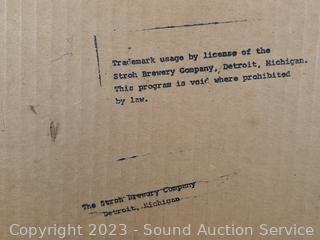 Trademark usage by license of the
Stroh Brewery Company, Detroit, Michigan.
This program is void where prohibited
by law.
The Stroh Brewery Company
Detroit, Michigan
Copyright 2023 - Sound Auction Service